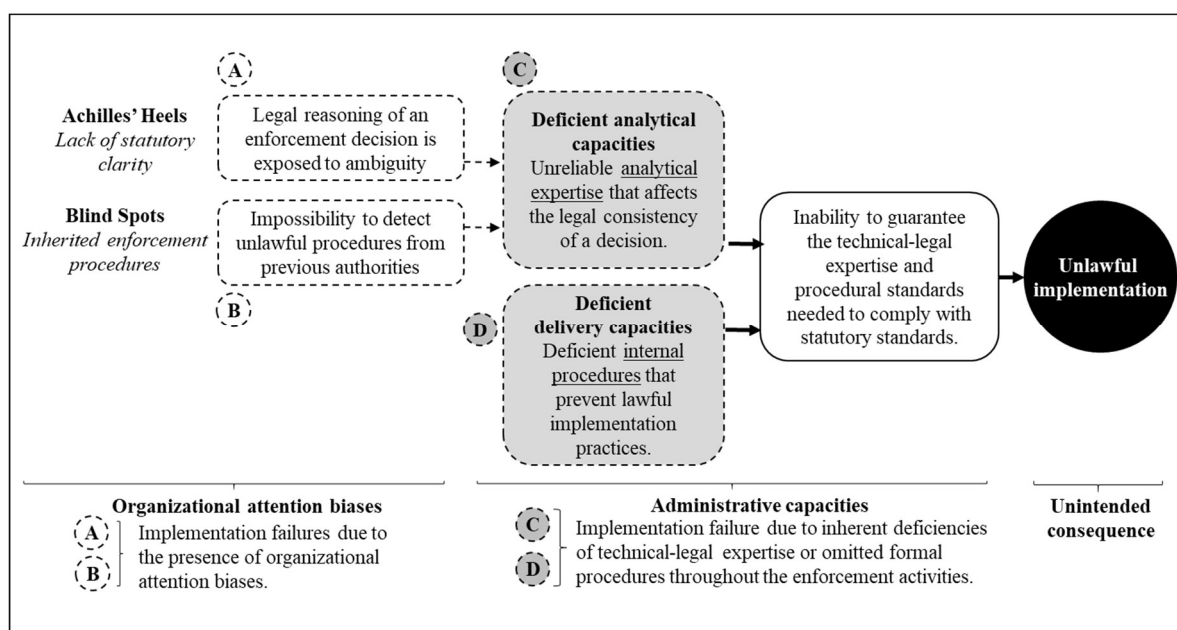 A
Achilles’ Heels
Lack of statutory
clarity
Legal reasoning of an
enforcement decision is
exposed to ambiguity
Blind Spots
Inherited enforcement
procedures
Impossibility to detect
unlawful procedures from
previous authorities
B
C
Deficient analytical
capacities
Unreliable analytical
expertise that affects
the legal consistency
of a decision.
D
Deficient
delivery capacities
Deficient internal
procedures that
prevent lawful
implementation
practices.
Inability to guarantee
the technical-legal
expertise and
procedural standards
needed to comply with
statutory standards.
Unlawful
implementation
Organizational attention biases
A
B
Implementation failures due to
the presence of organizational
attention biases.
Administrative capacities
C
D
Implementation failure due to inherent deficiencies
of technical-legal expertise or omitted formal
procedures throughout the enforcement activities.
Unintended
consequence